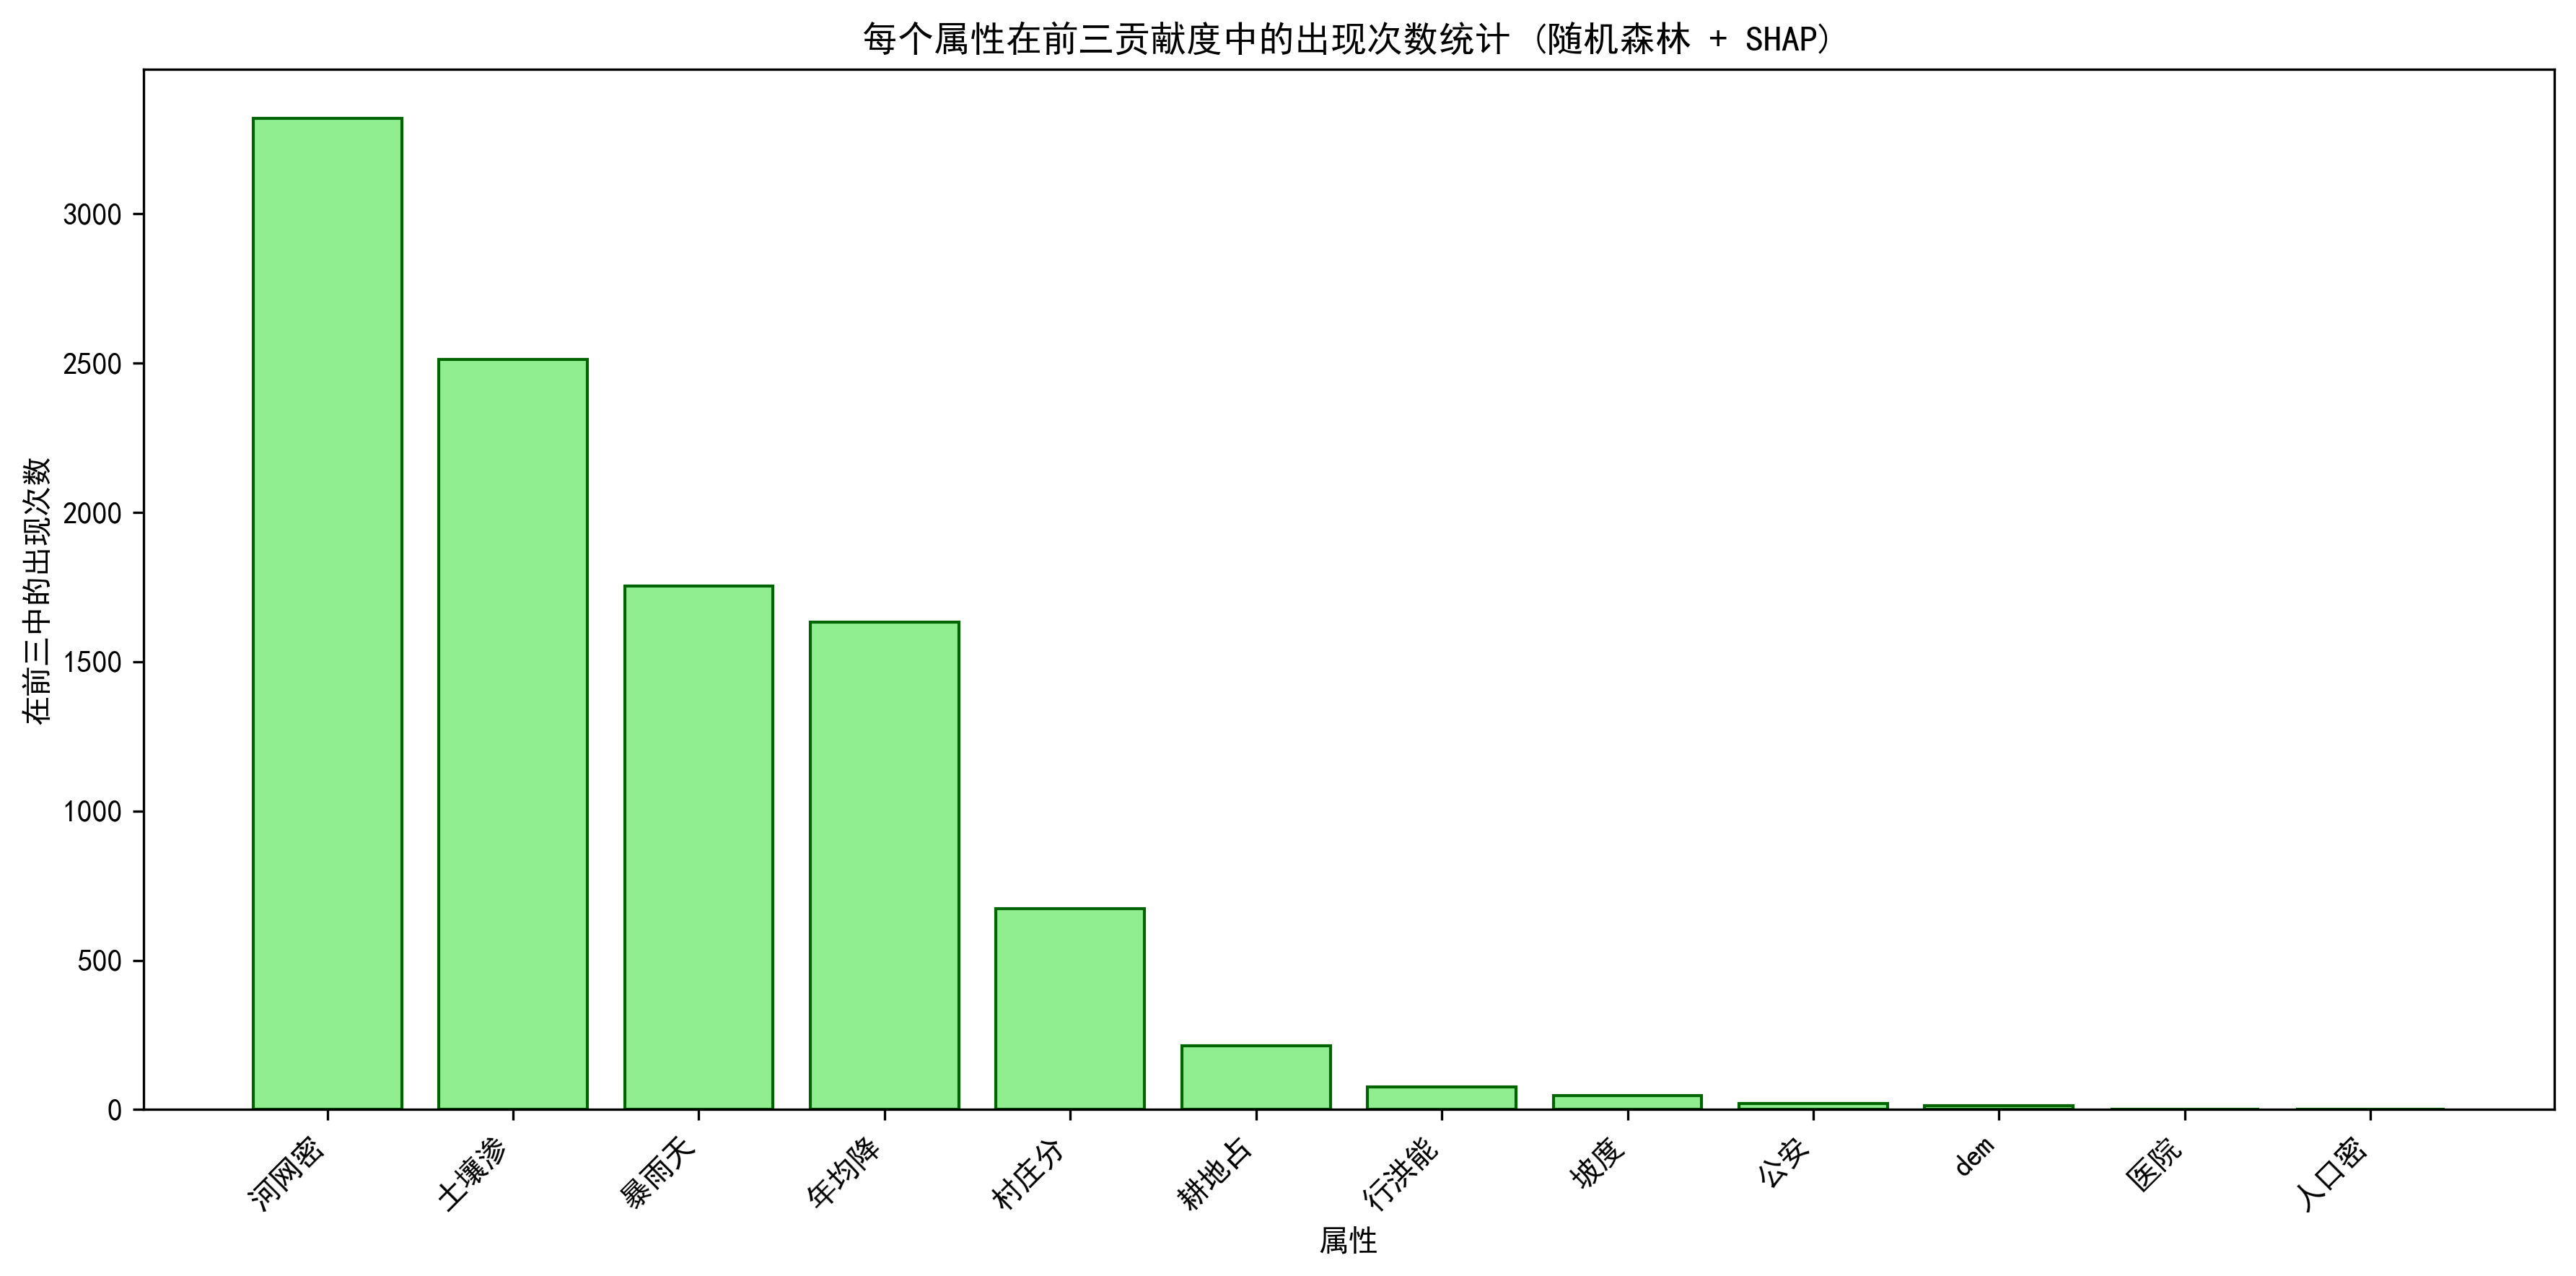 每个属性在前三贡献度中的出现次数统计 (随机森林 + SHAP)
在前三中的出现次数
3000
2500
2000
1500
1000
500
0
河网密
土壤渗
暴雨天
年均降
村庄分
耕地占
行洪能
坡度
公安
dem
医院
人口密
属性